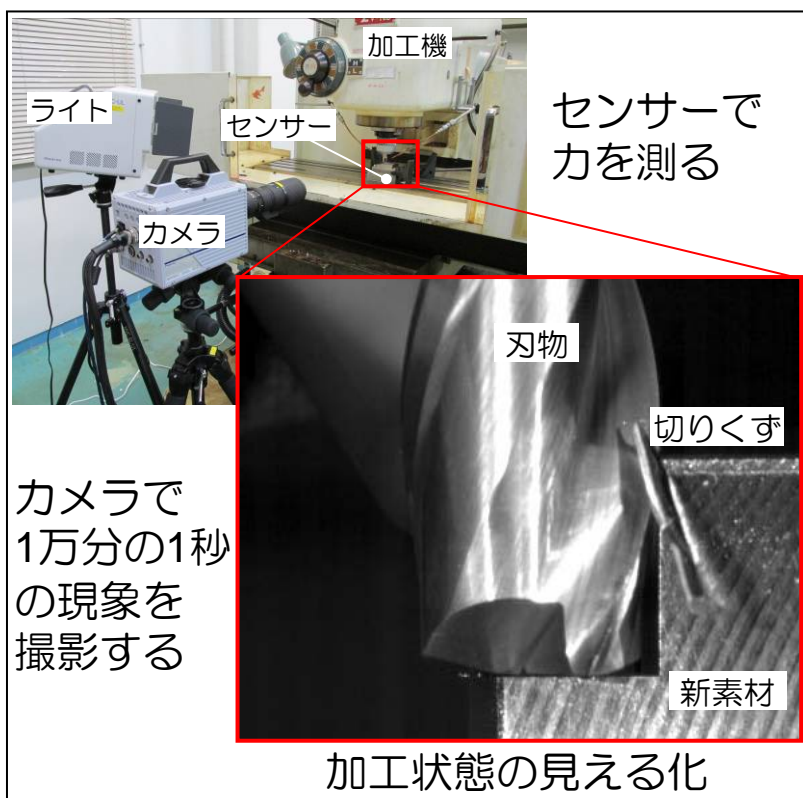 加工機
ライト
センサー
カメラ
センサーで
力を測る
刃物
切りくず
カメラで
1万分の1秒
の現象を
撮影する
新素材
加工状態の見える化